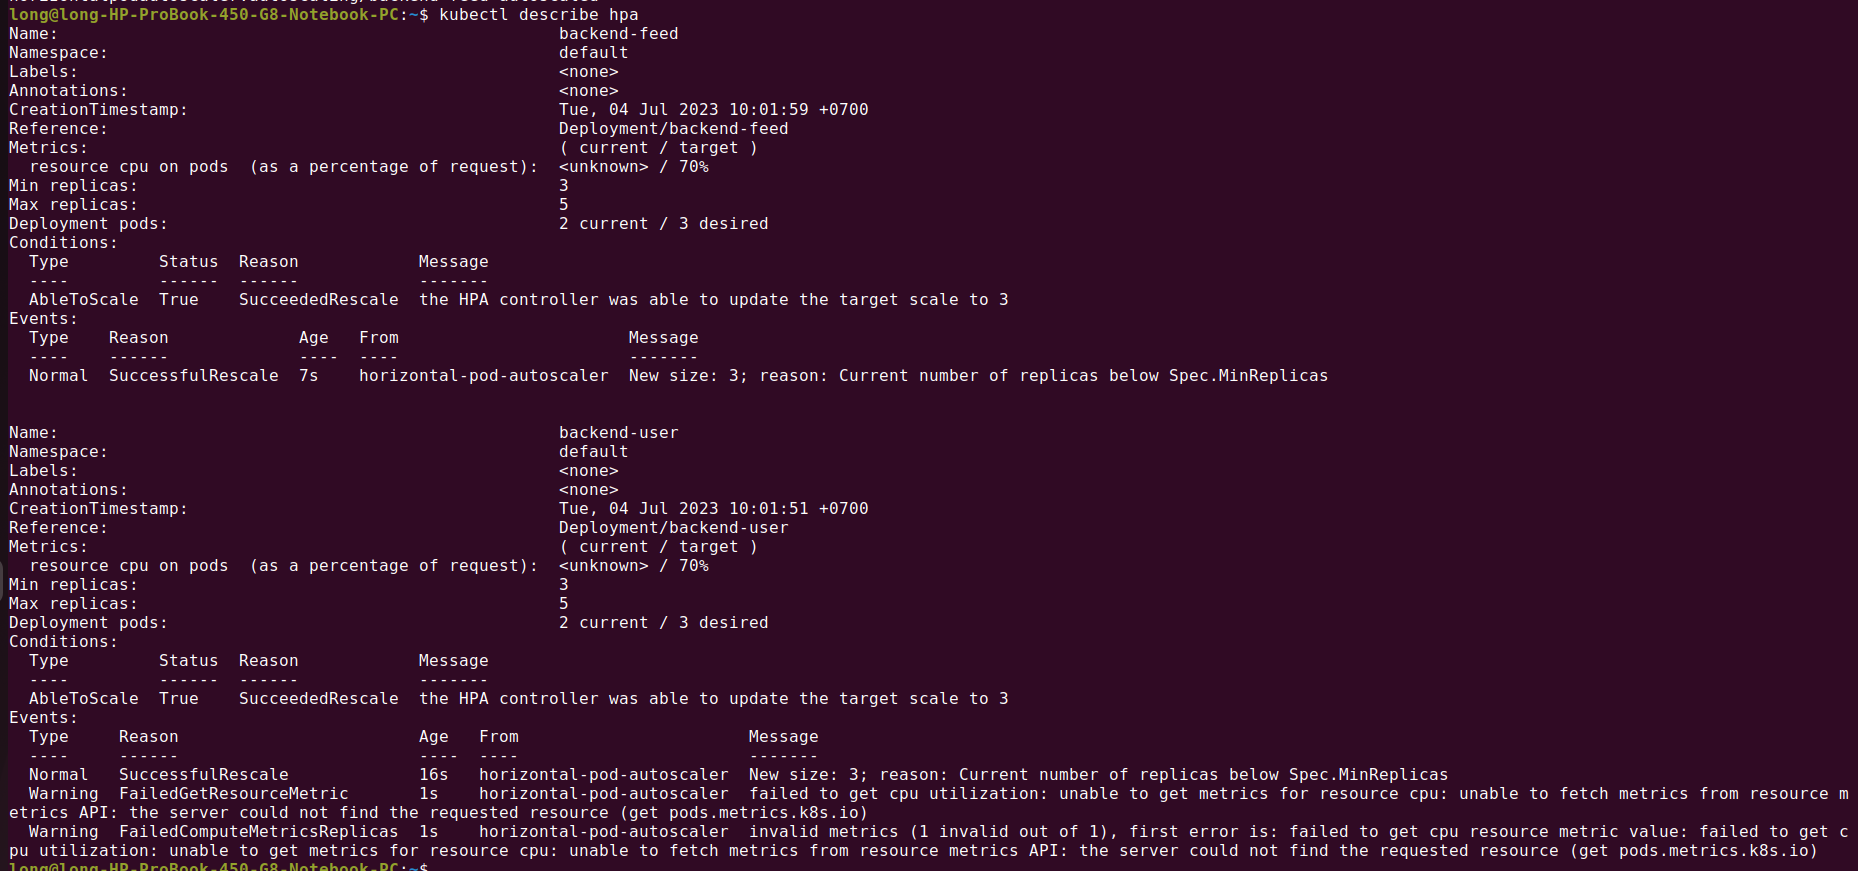 long@long-HP-ProBook-450-G8-Notebook-PC:~$ kubectl describe hpa
Name:                                                  backend-feed
Namespace:                                             default
Labels:                                                <none>
Annotations:                                           <none>
CreationTimestamp:                                     Tue, 04 Jul 2023 10:01:59 +0700
Reference:                                             Deployment/backend-feed
Metrics:                                               ( current / target )
  resource cpu on pods  (as a percentage of request):  <unknown> / 70%
Min replicas:                                          3
Max replicas:                                          5
Deployment pods:                                       2 current / 3 desired
Conditions:
  Type         Status  Reason            Message
  ----         ------  ------            -------
  AbleToScale  True    SucceededRescale  the HPA controller was able to update the target scale to 3
Events:
  Type    Reason             Age   From                       Message
  ----    ------             ----  ----                       -------
  Normal  SuccessfulRescale  7s    horizontal-pod-autoscaler  New size: 3; reason: Current number of replicas below Spec.MinReplicas
Name:                                                  backend-user
Namespace:                                             default
Labels:                                                <none>
Annotations:                                           <none>
CreationTimestamp:                                     Tue, 04 Jul 2023 10:01:51 +0700
Reference:                                             Deployment/backend-user
Metrics:                                               ( current / target )
  resource cpu on pods  (as a percentage of request):  <unknown> / 70%
Min replicas:                                          3
Max replicas:                                          5
Deployment pods:                                       2 current / 3 desired
Conditions:
  Type         Status  Reason            Message
  ----         ------  ------            -------
  AbleToScale  True    SucceededRescale  the HPA controller was able to update the target scale to 3
Events:
  Type     Reason                        Age   From                       Message
  ----     ------                        ----  ----                       -------
  Normal   SuccessfulRescale             16s   horizontal-pod-autoscaler  New size: 3; reason: Current number of replicas below Spec.MinReplicas
  Warning  FailedGetResourceMetric       1s    horizontal-pod-autoscaler  failed to get cpu utilization: unable to get metrics for resource cpu: unable to fetch metrics from resource m
etrics API: the server could not find the requested resource (get pods.metrics.k8s.io)
  Warning  FailedComputeMetricsReplicas  1s    horizontal-pod-autoscaler  invalid metrics (1 invalid out of 1), first error is: failed to get cpu resource metric value: failed to get c
pu utilization: unable to get metrics for resource cpu: unable to fetch metrics from resource metrics API: the server could not find the requested resource (get pods.metrics.k8s.io)
long@long-HP-ProBook-450-G8-Notebook-PC:~$